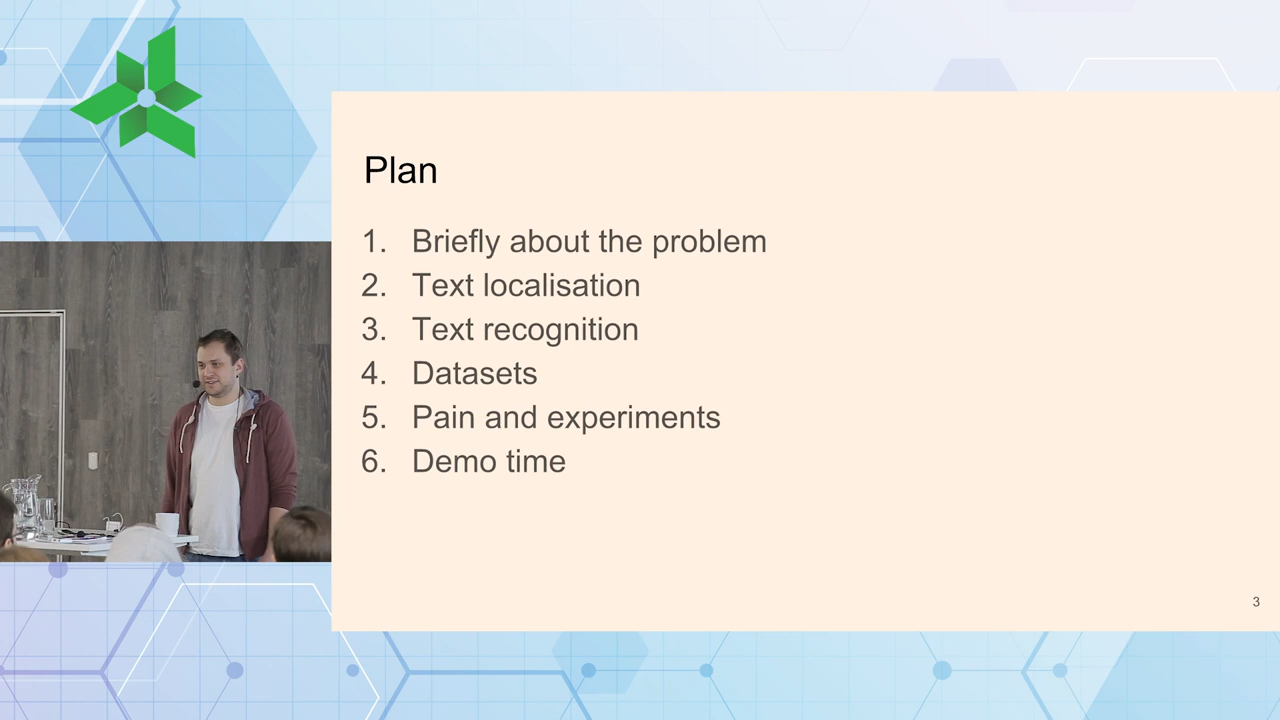 Plan
1. Briefly about the problem
2. Text localisation
3. Text recognition
4. Datasets
5. Pain and experiments
6. Demo time
3